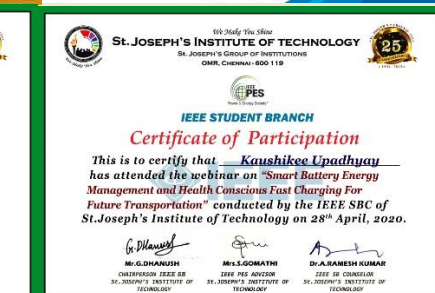 We Make You Shine
St. JOSEPH'S INSTITUTE OF TECHNOLOGY
St. JOSEPH'S GROUP OF INSTITUTIONS
OMR, CHENNAI - 600 119
25
IEEE
PES
Power & Energy Society
IEEE STUDENT BRANCH
Certificate of Participation
This is to certify that Kaushikee Upadhyay
has attended the webinar on "Smart Battery Energy
Management and Health Conscious Fast Charging For
Future Transportation" conducted by the IEEE SBC of
St.Joseph's Institute of Technology on 28th April, 2020.
G. Dhanush
Mr.G.DHANUSH
CHAIRPERSON IEEE SB
St.JOSEPH'S INSTITUTE OF
TECHNOLOGY
Mrs.S.GOMATHI
IEEE PES ADVISOR
St.JOSEPH'S INSTITUTE OF
TECHNOLOGY
Dr.A.RAMESH KUMAR
IEEE SB COUNSELOR
St.JOSEPH'S INSTITUTE OF
TECHNOLOGY